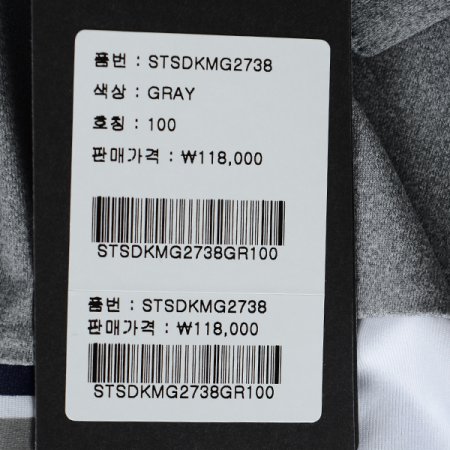 품번 : STSDKMG2738
색상 : GRAY
호칭 : 100
판매가격 : ₩118,000
STSDKMG2738GR100
품번 : STSDKMG2738
판매가격 : ₩118,000
STSDKMG2738GR100